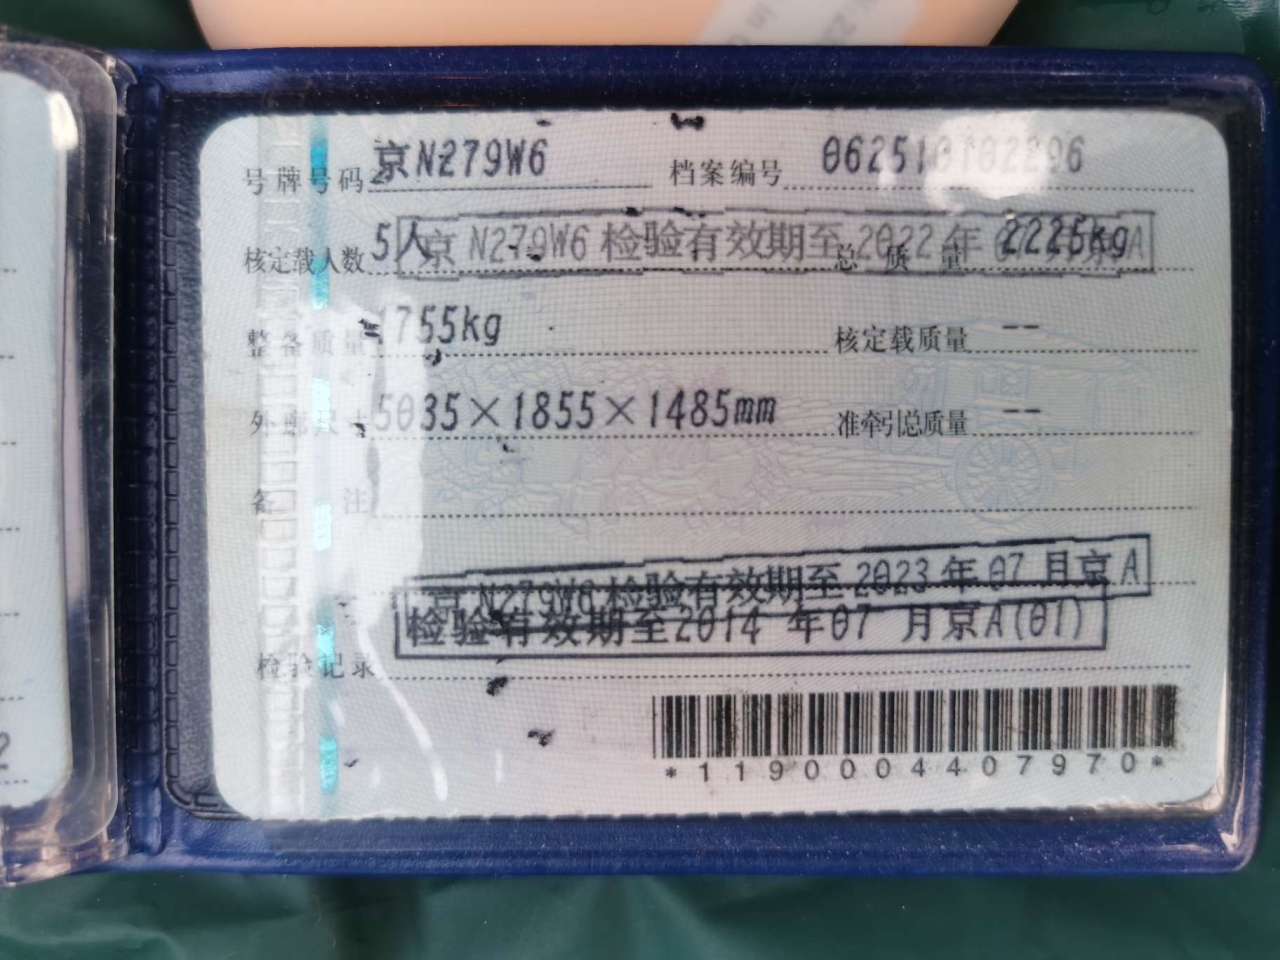 号牌号码 京N279W6 档案编号 062510102296
核定载人数 5人 总质量 2225kg
京N279W6检验有效期至2022年
整备质量 1755kg 核定载质量 --
外廓尺寸 5035×1855×1485mm 准牵引总质量 --
备注
京N279W6检验有效期至2023年07月京A
检验有效期至2014年07月京A(01)
检验记录
*1190004407970*
2